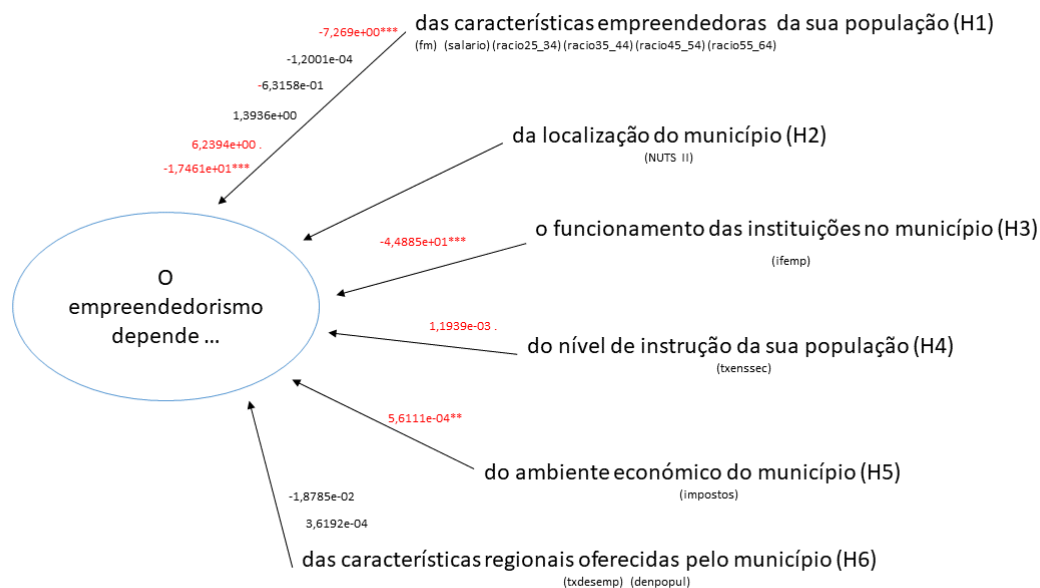 das características empreendedoras da sua população (H1)
(fm) (salario) (racio25_34) (racio35_44) (racio45_54) (racio55_64)
-7,269e+00***
-1,2001e-04
-6,3158e-01
1,3936e+00
6,2394e+00 .
-1,7461e+01***
da localização do município (H2)
(NUTS II)
o funcionamento das instituições no município (H3)
(ifemp)
-4,4885e+01***
O
empreendedorismo
depende ...
1,1939e-03 .
do nível de instrução da sua população (H4)
(txenssec)
5,6111e-04**
do ambiente económico do município (H5)
(impostos)
-1,8785e-02
3,6192e-04
das características regionais oferecidas pelo município (H6)
(txdesemp) (denpopul)